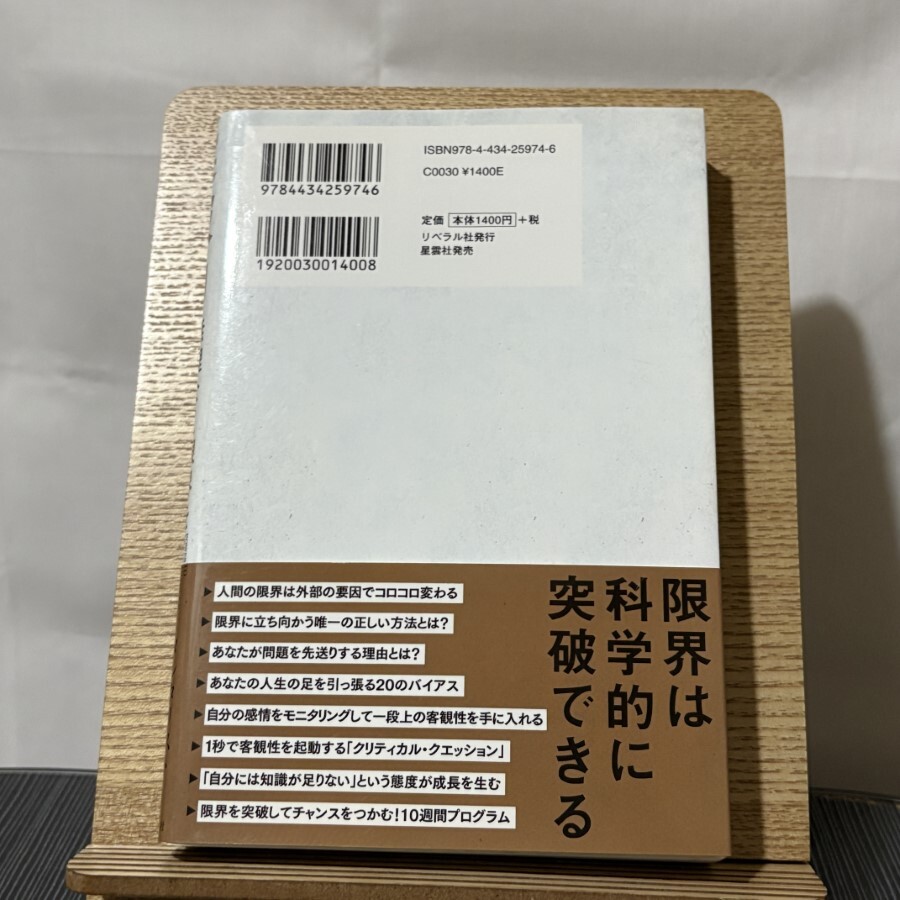 9784434259746
1920030014008
ISBN978-4-434-25974-6
C0030 ¥1400E
定価 本体1400円 +税
リベラル社発行
星雲社発売
限界は
科学的に
突破できる
▶人間の限界は外部の要因でコロコロ変わる
▶限界に立ち向かう唯一の正しい方法とは?
▶あなたが問題を先送りする理由とは?
▶あなたの人生の足を引っ張る20のバイアス
▶自分の感情をモニタリングして一段上の客観性を手に入れる
▶1秒で客観性を起動する「クリティカル・クエッション」
▶「自分には知識が足りない」という態度が成長を生む
▶限界を突破してチャンスをつかむ!10週間プログラム